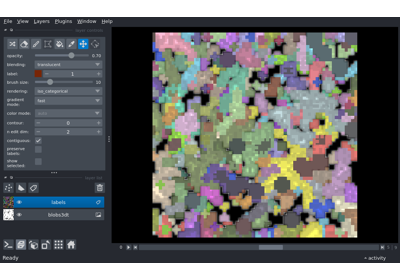 File View Layers Plugins Window Help
opacity: 0.70
blending: translucent
label: 1
brush size: 10
rendering: iso_categorical
gradient mode: fast
color mode:
contour: 0
n edit dim: 2
contiguous:
preserve labels:
show selected:
labels
blobs3dt
0
Ready
activity